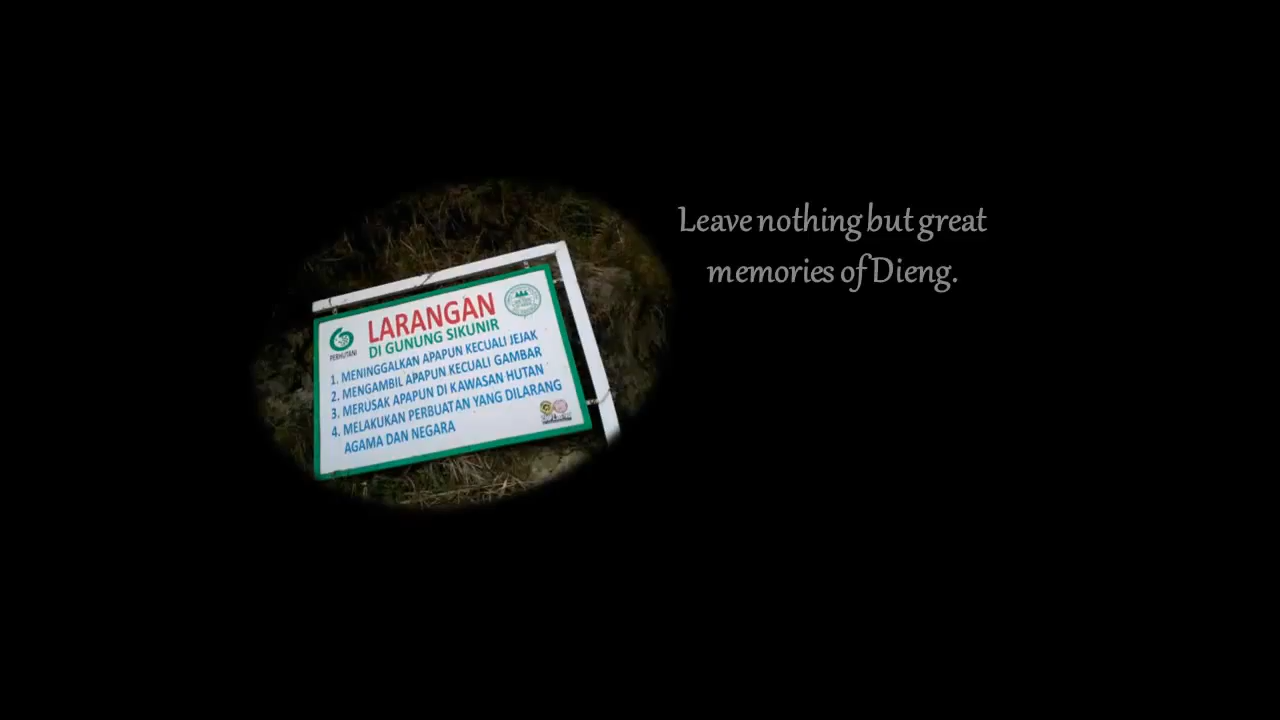 Leave nothing but great
memories of Dieng.
LARANGAN
DI GUNUNG SIKUNIR
PERHUTANI
1. MENINGGALKAN APAPUN KECUALI JEJAK
2. MENGAMBIL APAPUN KECUALI GAMBAR
3. MERUSAK APAPUN DI KAWASAN HUTAN
4. MELAKUKAN PERBUATAN YANG DILARANG
AGAMA DAN NEGARA